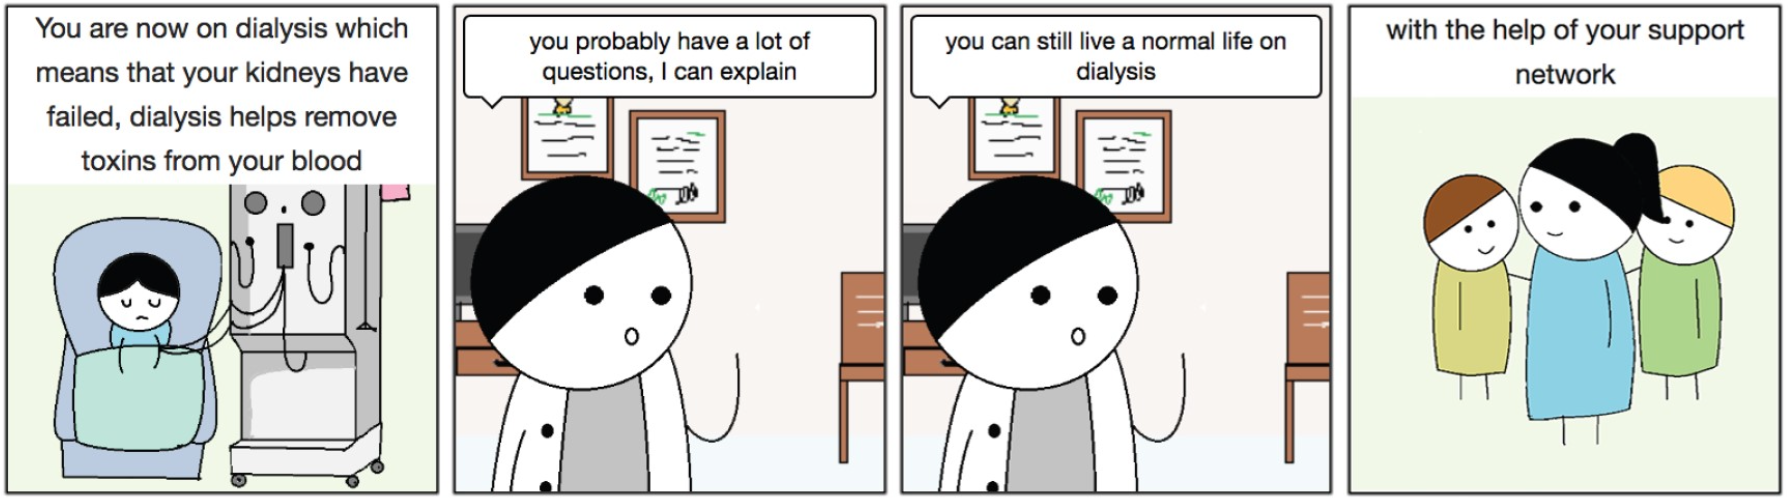 You are now on dialysis which
means that your kidneys have
failed, dialysis helps remove
toxins from your blood
you probably have a lot of
questions, I can explain
you can still live a normal life on
dialysis
with the help of your support
network